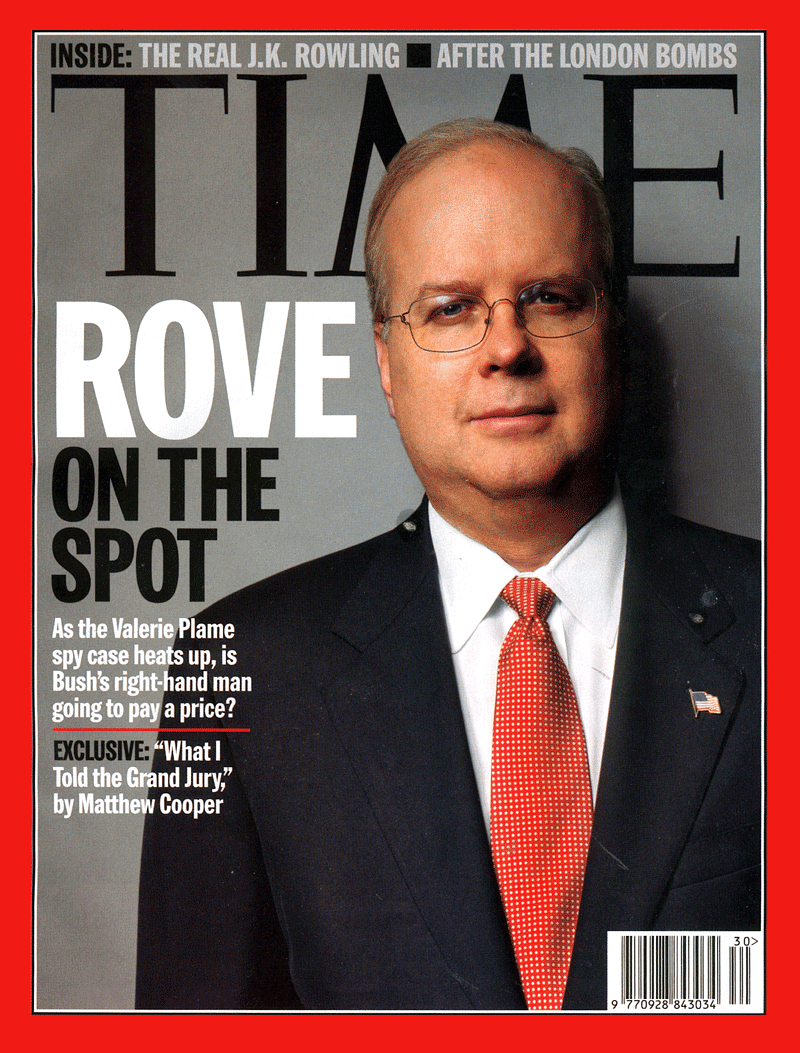 INSIDE: THE REAL J.K. ROWLING ■ AFTER THE LONDON BOMBS
TIME
ROVE
ON THE
SPOT
As the Valerie Plame
spy case heats up, is
Bush's right-hand man
going to pay a price?
EXCLUSIVE: “What I
Told the Grand Jury,”
by Matthew Cooper
30>
9 770928 843034